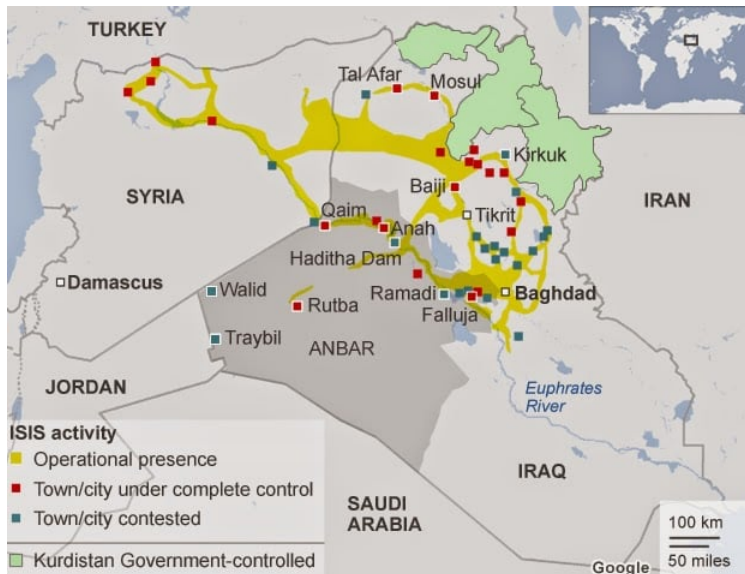 TURKEY
Tal Afar
Mosul
Kirkuk
Baiji
SYRIA
IRAN
Qaim
Tikrit
Anah
Haditha Dam
Damascus
Walid
Ramadi
Baghdad
Rutba
Falluja
Traybil
ANBAR
JORDAN
Euphrates
River
ISIS activity
Operational presence
Town/city under complete control
IRAQ
Town/city contested
SAUDI
ARABIA
100 km
50 miles
Kurdistan Government-controlled
Google